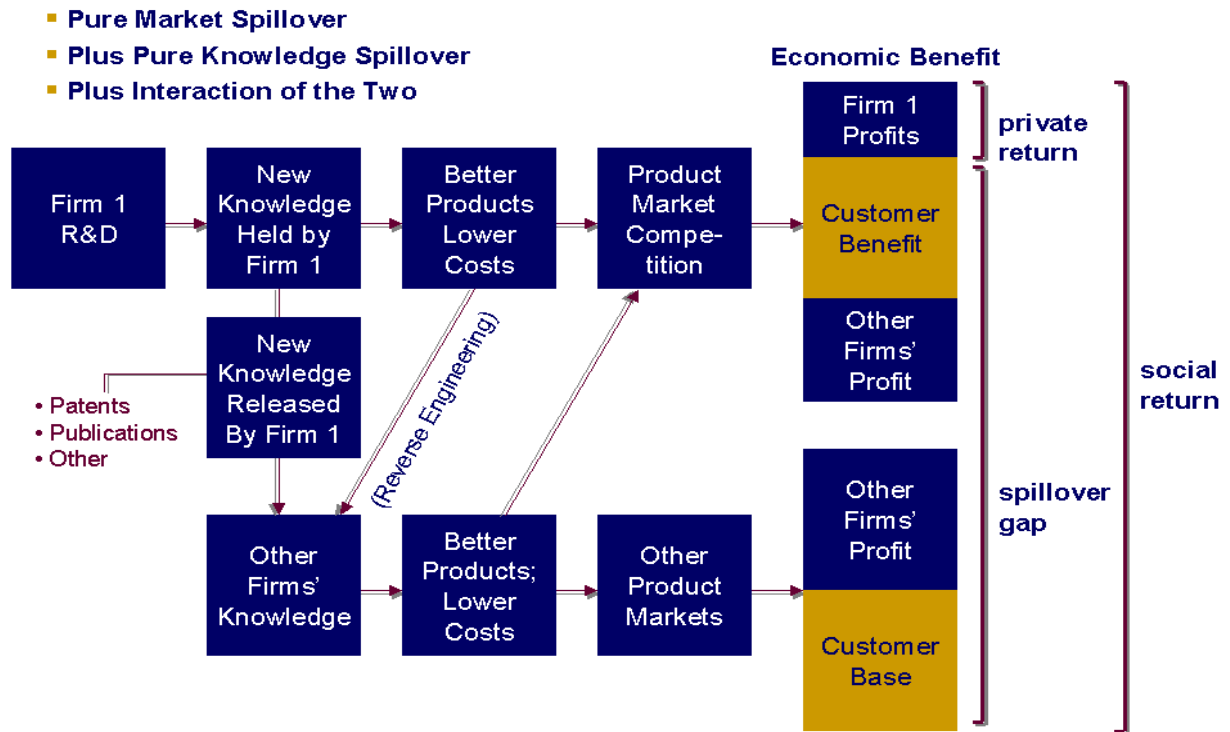 Pure Market Spillover
Plus Pure Knowledge Spillover
Plus Interaction of the Two
Economic Benefit
Firm 1
R&D
New
Knowledge
Held by
Firm 1
Better
Products
Lower
Costs
Product
Market
Compe-
tition
Firm 1
Profits
Customer
Benefit
Other
Firms'
Profit
private
return
New
Knowledge
Released
By Firm 1
• Patents
• Publications
• Other
(Reverse Engineering)
Other
Firms'
Knowledge
Better
Products;
Lower
Costs
Other
Product
Markets
Other
Firms'
Profit
Customer
Base
spillover
gap
social
return